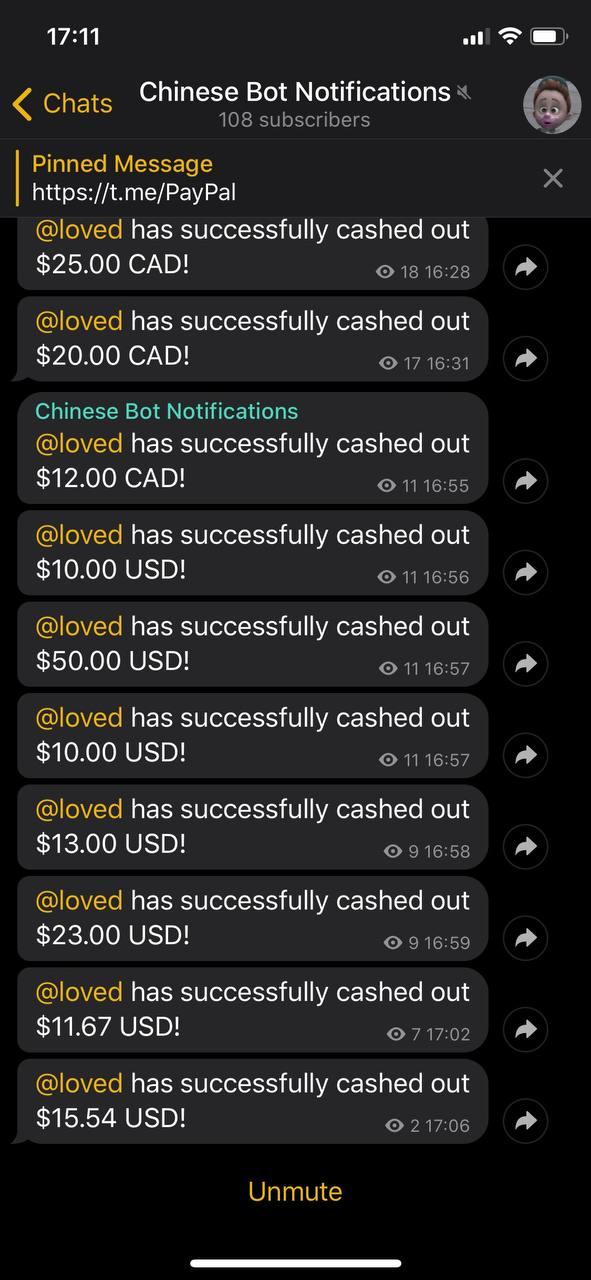 17:11
Chats
Chinese Bot Notifications
108 subscribers
Pinned Message
https://t.me/PayPal
@loved has successfully cashed out
$25.00 CAD!
18 16:28
@loved has successfully cashed out
$20.00 CAD!
17 16:31
Chinese Bot Notifications
@loved has successfully cashed out
$12.00 CAD!
11 16:55
@loved has successfully cashed out
$10.00 USD!
11 16:56
@loved has successfully cashed out
$50.00 USD!
11 16:57
@loved has successfully cashed out
$10.00 USD!
11 16:57
@loved has successfully cashed out
$13.00 USD!
9 16:58
@loved has successfully cashed out
$23.00 USD!
9 16:59
@loved has successfully cashed out
$11.67 USD!
7 17:02
@loved has successfully cashed out
$15.54 USD!
2 17:06
Unmute